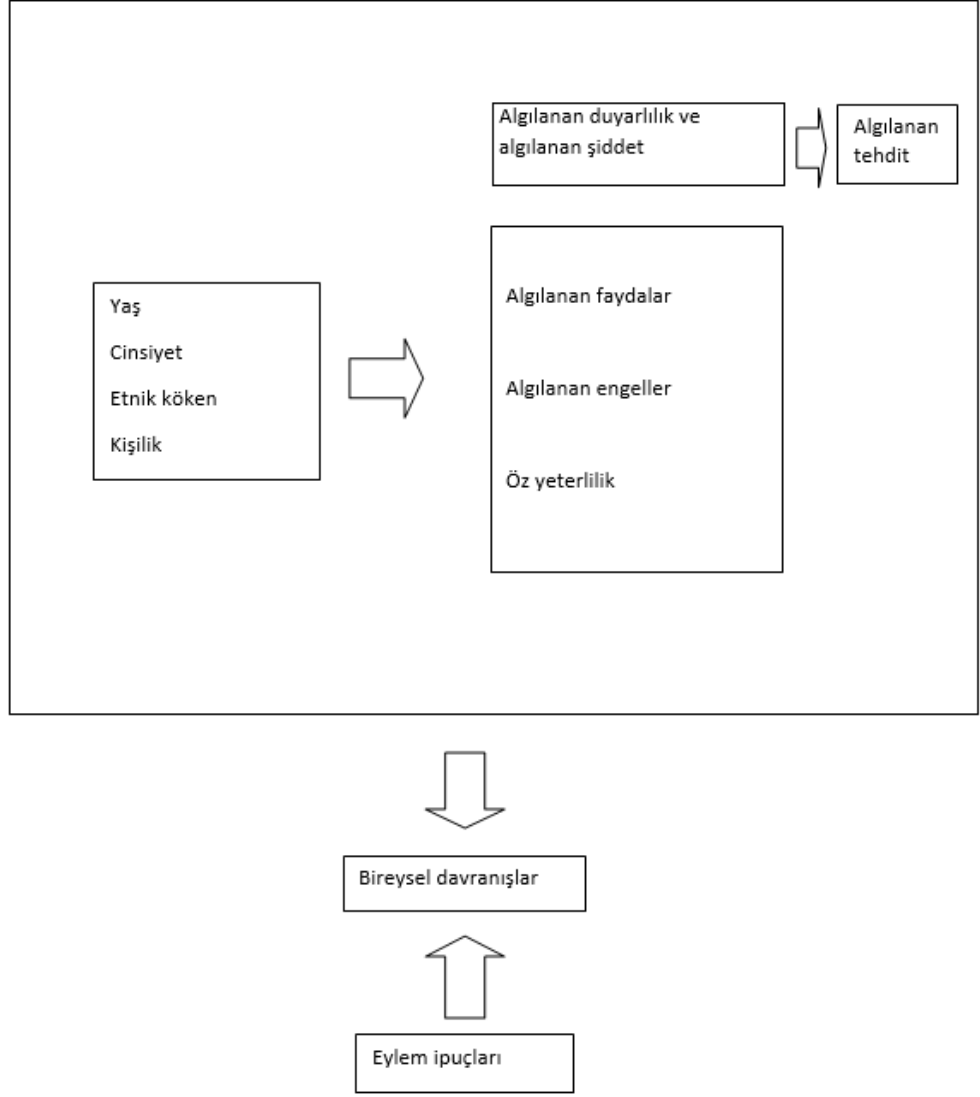 Algılanan duyarlılık ve
algılanan şiddet
Algılanan
tehdit
Yaş
Cinsiyet
Etnik köken
Kişilik
Algılanan faydalar
Algılanan engeller
Öz yeterlilik
Bireysel davranışlar
Eylem ipuçları